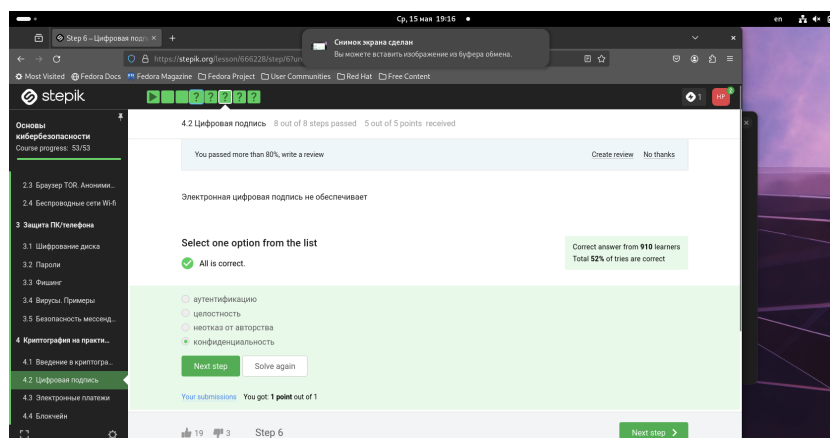 Ср, 15 мая 19:16
en
Step 6 – Цифровая подпи
Снимок экрана сделан
Вы можете вставить изображение из буфера обмена.
https://stepik.org/lesson/666228/step/6?un
Most Visited Fedora Docs Fedora Magazine Fedora Project User Communities Red Hat Free Content
stepik
? ? ? ? ?
1
HP
Основы кибербезопасности
Course progress: 53/53
2.3 Браузер TOR. Аноними...
2.4 Беспроводные сети Wi-fi
3 Защита ПК/телефона
3.1 Шифрование диска
3.2 Пароли
3.3 Фишинг
3.4 Вирусы. Примеры
3.5 Безопасность мессенд...
4 Криптография на практи...
4.1 Введение в криптогра...
4.2 Цифровая подпись
4.3 Электронные платежи
4.4 Блокчейн
4.2 Цифровая подпись 8 out of 8 steps passed 5 out of 5 points received
You passed more than 80%, write a review Create review No thanks
Электронная цифровая подпись не обеспечивает
Select one option from the list
All is correct.
Correct answer from 910 learners
Total 52% of tries are correct
аутентификацию
целостность
неотказ от авторства
конфиденциальность
Next step Solve again
Your submissions You got: 1 point out of 1
19 3 Step 6 Next step